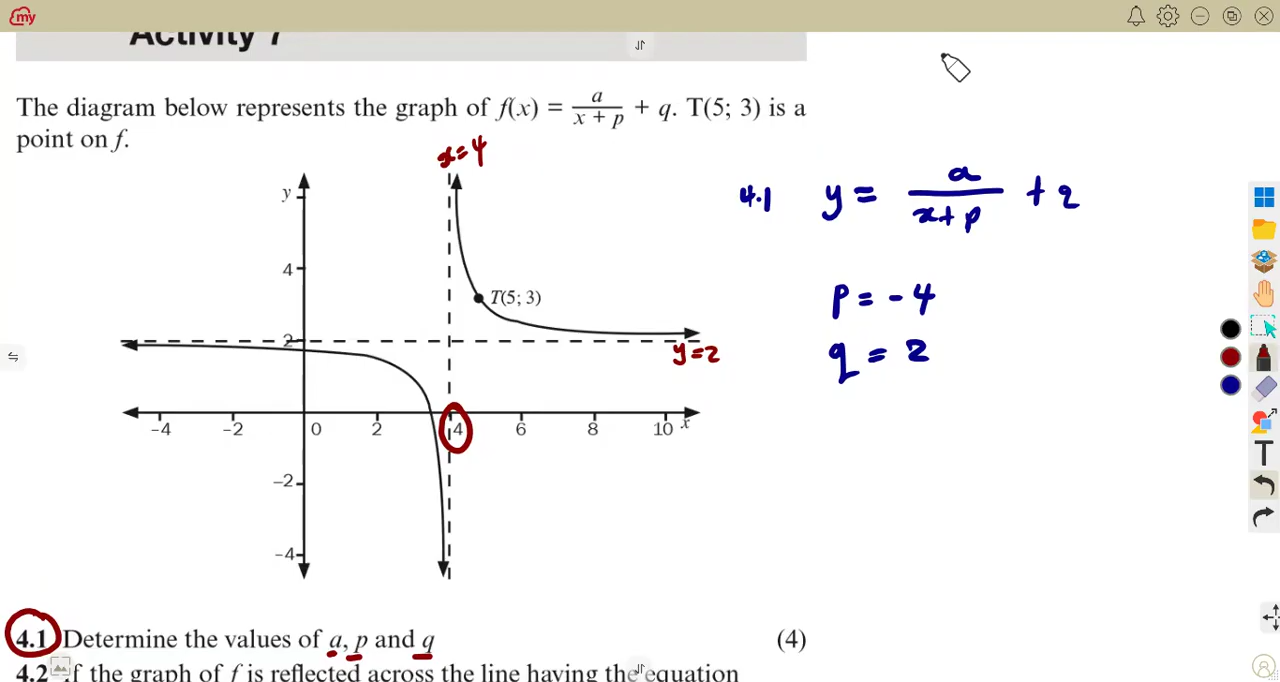 my
Activity 7
The diagram below represents the graph of f(x) = a/(x + p) + q. T(5; 3) is a
point on f.
x=4
y
4
T(5; 3)
2
y=2
-4 -2 0 2 4 6 8 10 x
-2
-4
4.1 Determine the values of a, p and q (4)
4.2 If the graph of f is reflected across the line having the equation
4.1 y = a/(x+p) + q
p = -4
q = 2
T